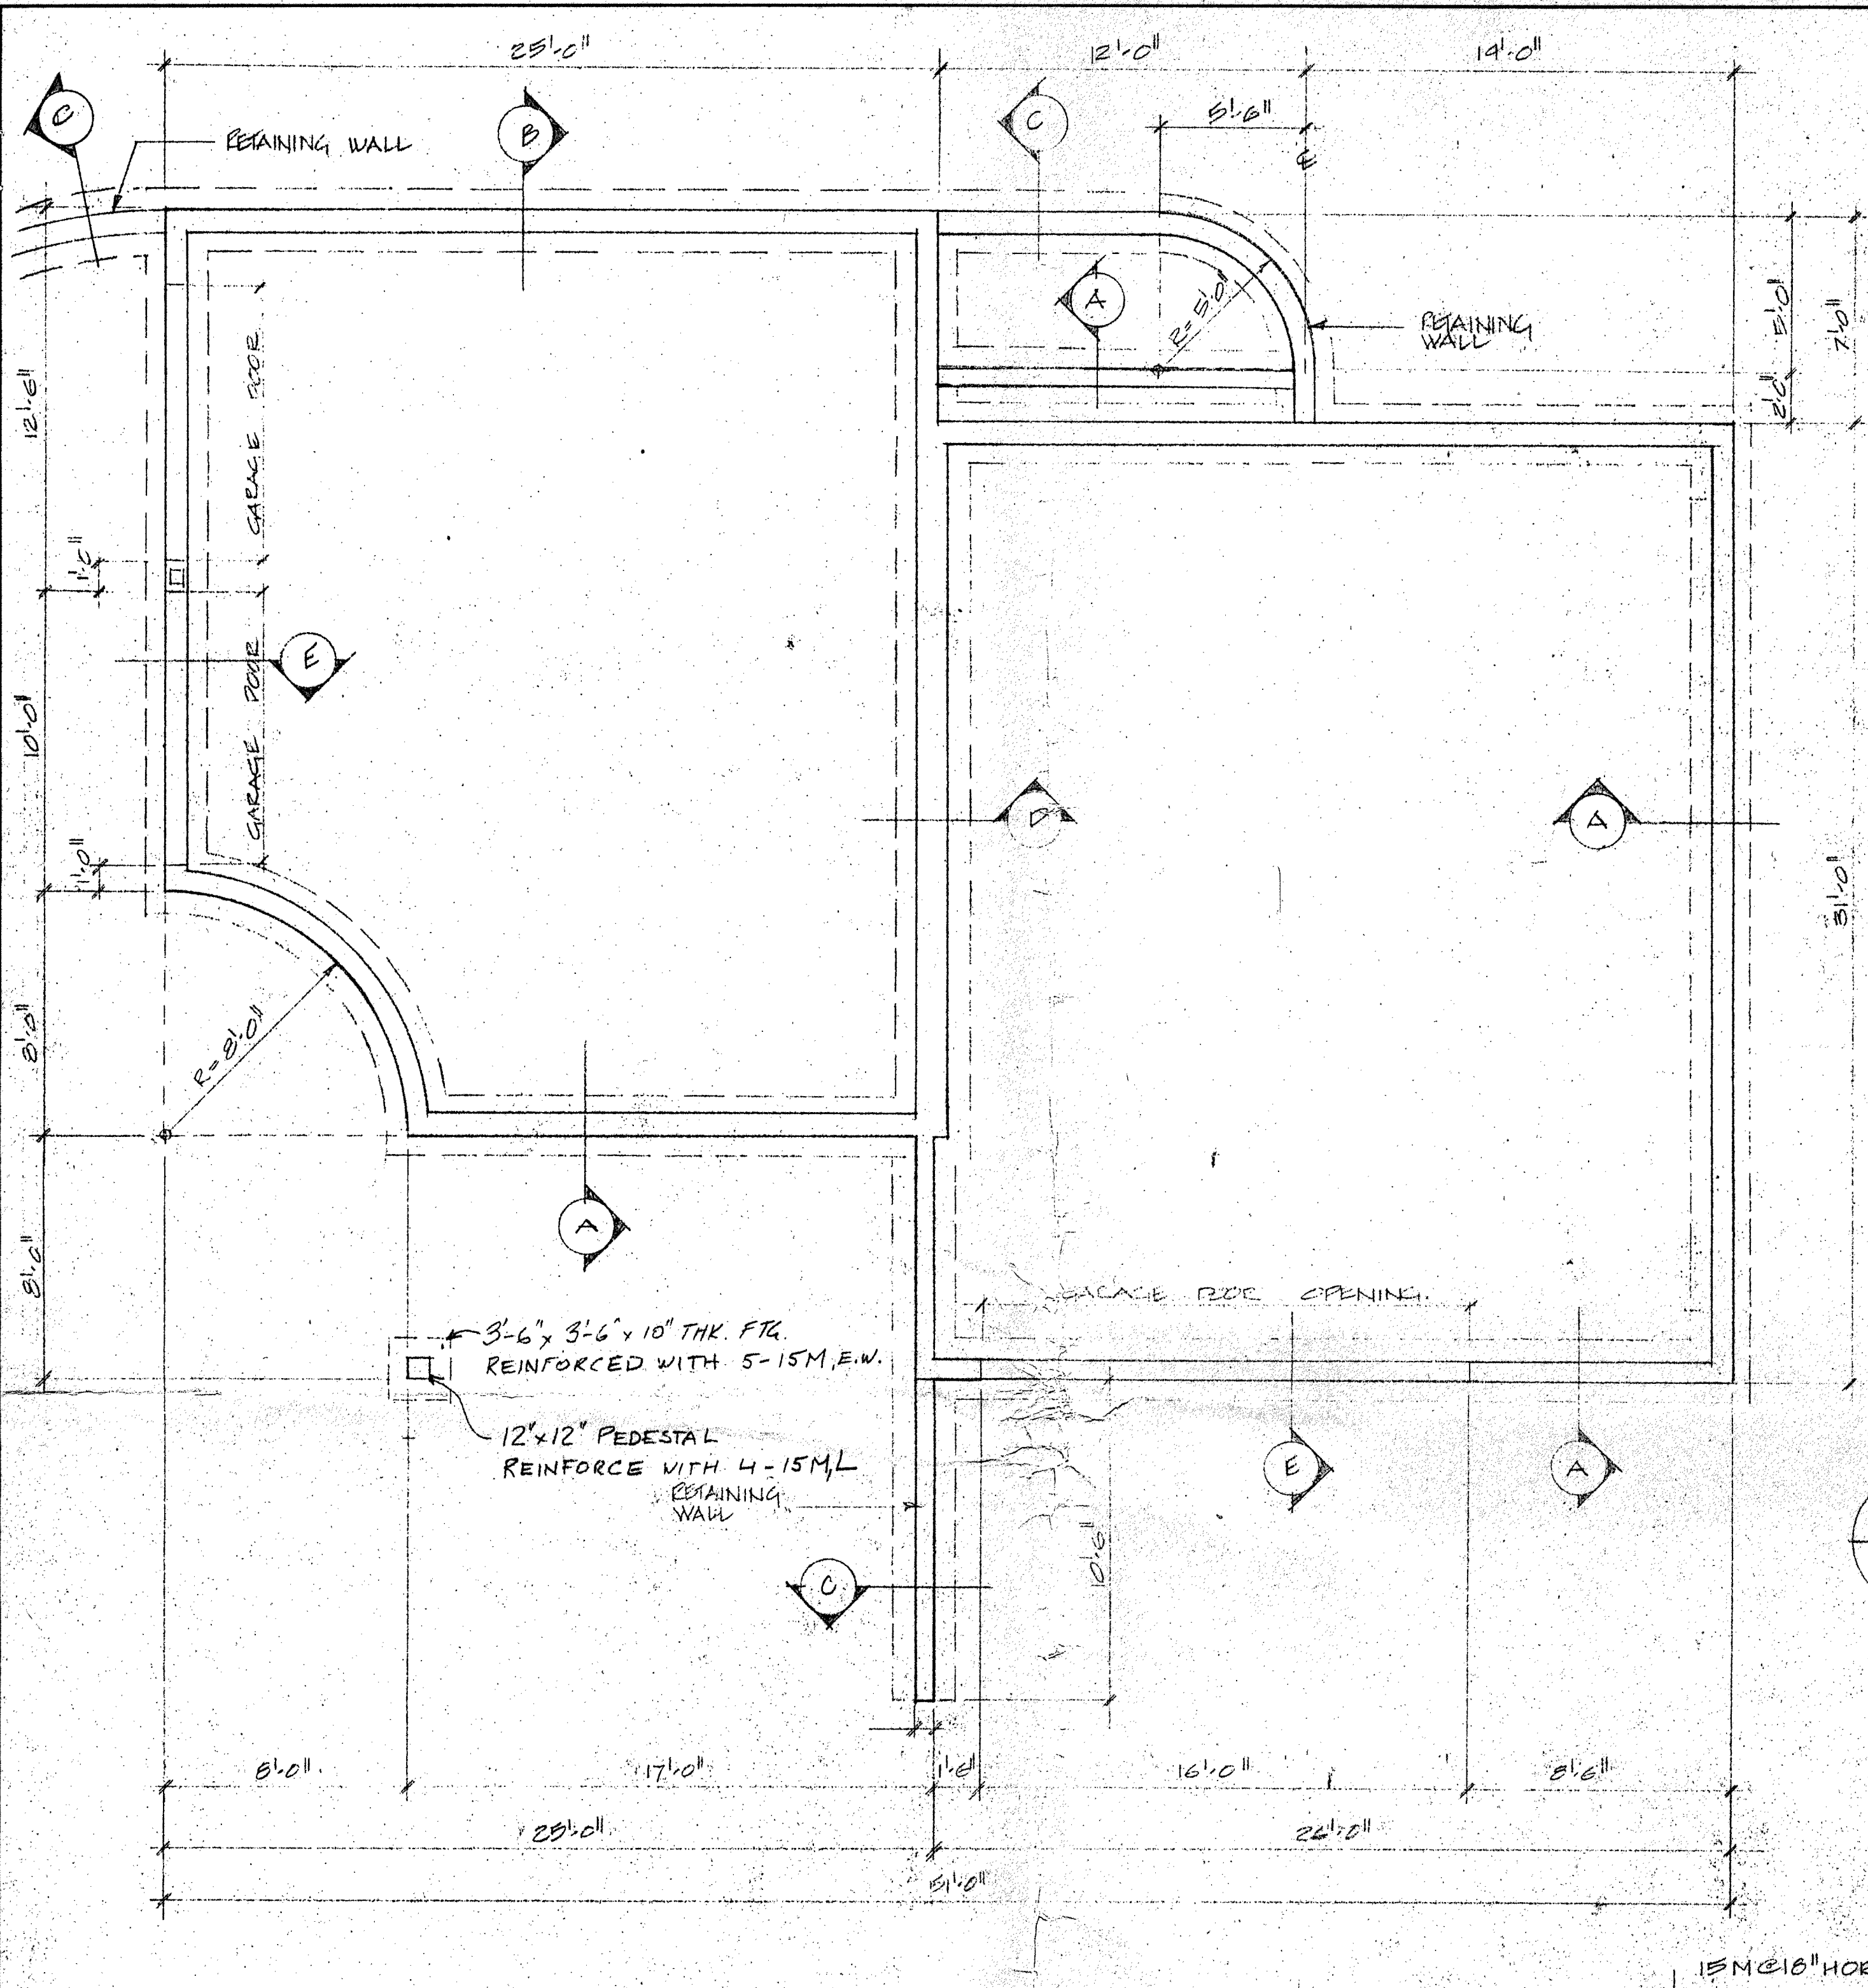 25'-0"
12'-0"
14'-0"
C
B
C
5'-6"
RETAINING WALL
℄
A
R=5'-0"
RETAINING
WALL
5'-0"
7'-0"
2'-0"
12'-6"
GARAGE DOOR
1'-0"
E
GARAGE DOOR
10'-0"
D
A
1'-0"
31'-0"
R=8'-0"
8'-0"
A
8'-0"
GARAGE DOOR OPENING.
3'-6" x 3'-6" x 10" THK. FTG.
REINFORCED WITH 5-15M, E.W.
12"x12" PEDESTAL
REINFORCE WITH 4-15M, L
RETAINING
WALL
E
A
C
10'-6"
8'-0"
17'-0"
1'-6"
16'-0"
8'-6"
25'-0"
26'-0"
51'-0"
15M@18" HOR